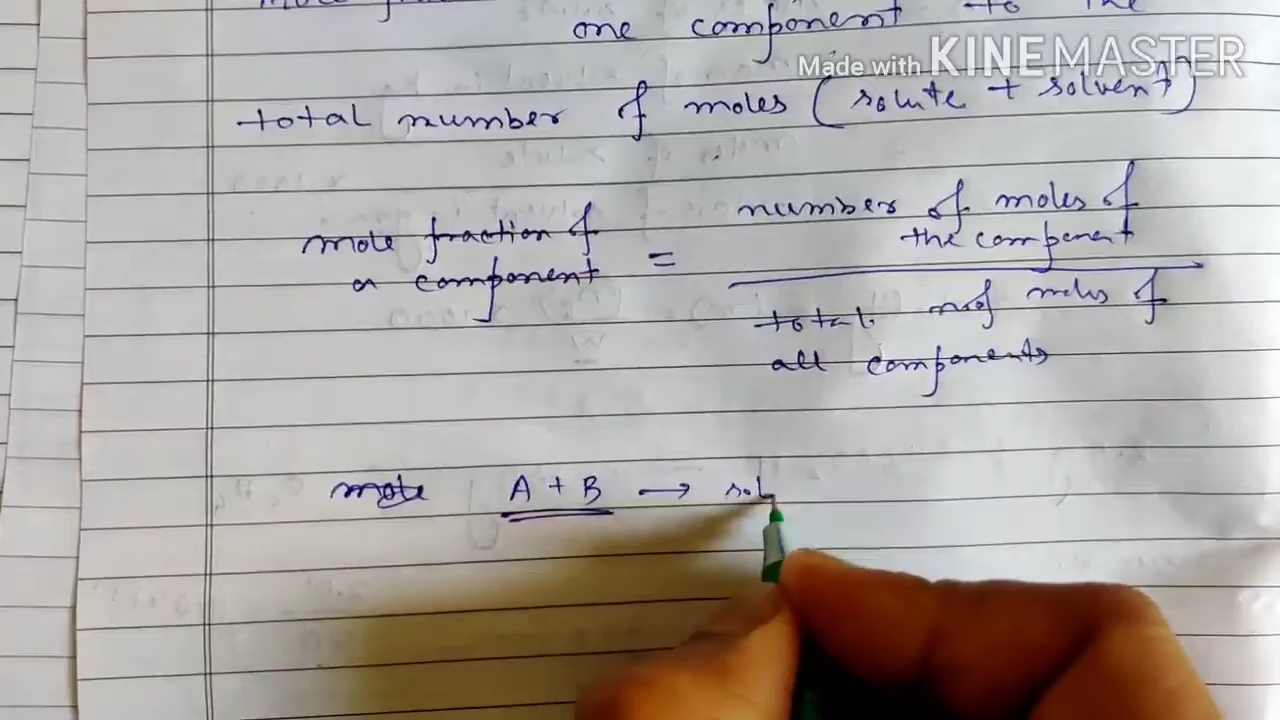 one component to the
Made with KINEMASTER
total number of moles (solute + solvent)
mole fraction of
a component
=
number of moles of
the component
total no of moles of
all components
mole A + B → sol